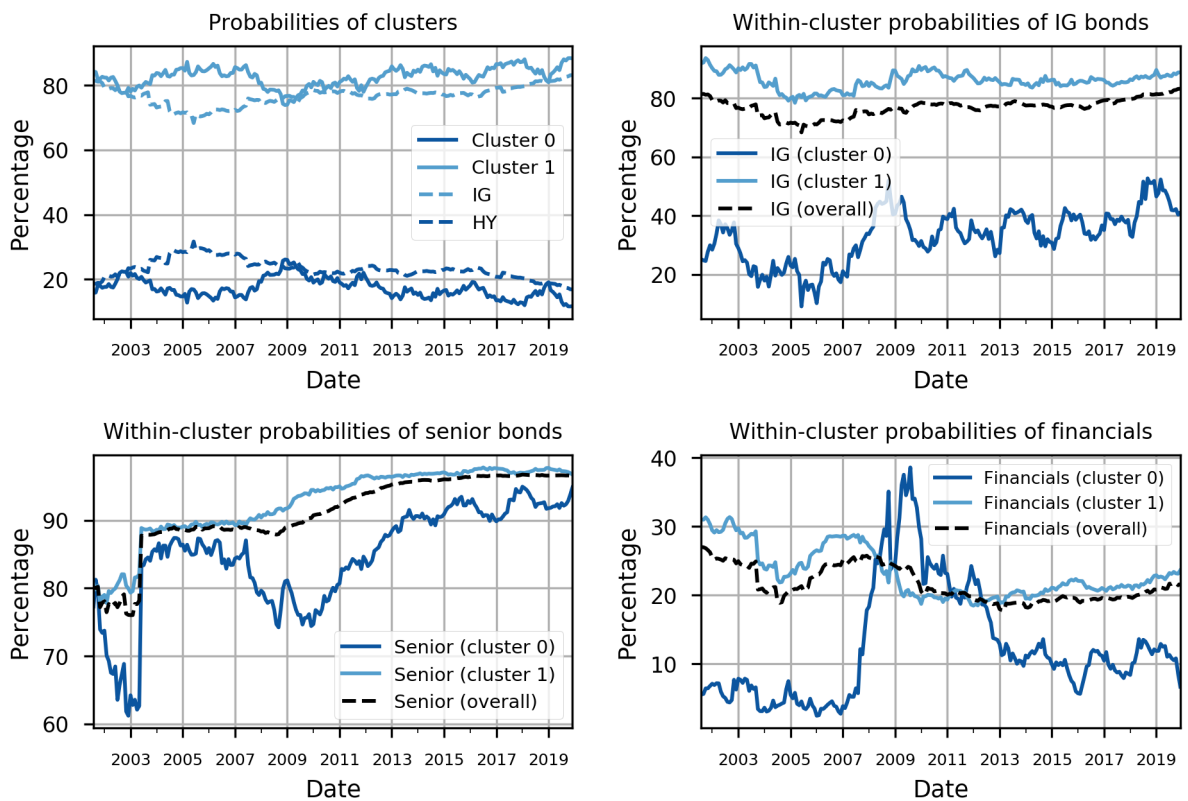 Probabilities of clusters
Percentage
80
60
40
20
Cluster 0
Cluster 1
IG
HY
2003 2005 2007 2009 2011 2013 2015 2017 2019
Date
Within-cluster probabilities of IG bonds
Percentage
80
60
40
20
IG (cluster 0)
IG (cluster 1)
IG (overall)
2003 2005 2007 2009 2011 2013 2015 2017 2019
Date
Within-cluster probabilities of senior bonds
Percentage
90
80
70
60
Senior (cluster 0)
Senior (cluster 1)
Senior (overall)
2003 2005 2007 2009 2011 2013 2015 2017 2019
Date
Within-cluster probabilities of financials
Percentage
40
30
20
10
Financials (cluster 0)
Financials (cluster 1)
Financials (overall)
2003 2005 2007 2009 2011 2013 2015 2017 2019
Date